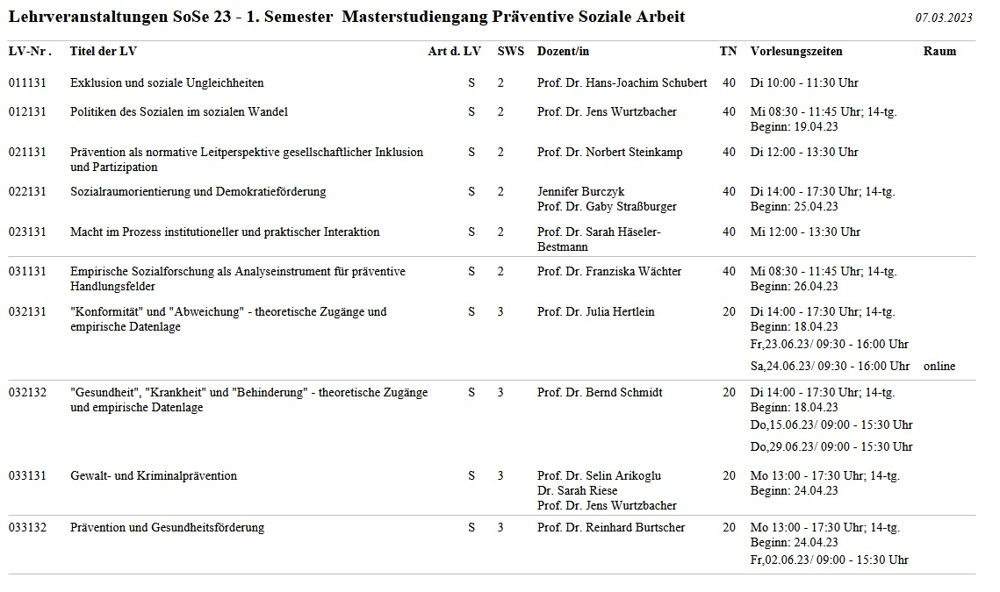 Lehrveranstaltungen SoSe 23 - 1. Semester Masterstudiengang Präventive Soziale Arbeit 07.03.2023
LV-Nr . Titel der LV Art d. LV SWS Dozent/in TN Vorlesungszeiten Raum
011131 Exklusion und soziale Ungleichheiten S 2 Prof. Dr. Hans-Joachim Schubert 40 Di 10:00 - 11:30 Uhr
012131 Politiken des Sozialen im sozialen Wandel S 2 Prof. Dr. Jens Wurtzbacher 40 Mi 08:30 - 11:45 Uhr; 14-tg.
Beginn: 19.04.23
021131 Prävention als normative Leitperspektive gesellschaftlicher Inklusion S 2 Prof. Dr. Norbert Steinkamp 40 Di 12:00 - 13:30 Uhr
und Partizipation
022131 Sozialraumorientierung und Demokratieförderung S 2 Jennifer Burczyk 40 Di 14:00 - 17:30 Uhr; 14-tg.
Prof. Dr. Gaby Straßburger Beginn: 25.04.23
023131 Macht im Prozess institutioneller und praktischer Interaktion S 2 Prof. Dr. Sarah Häseler- 40 Mi 12:00 - 13:30 Uhr
Bestmann
031131 Empirische Sozialforschung als Analyseinstrument für präventive S 2 Prof. Dr. Franziska Wächter 40 Mi 08:30 - 11:45 Uhr; 14-tg.
Handlungsfelder Beginn: 26.04.23
032131 "Konformität" und "Abweichung" - theoretische Zugänge und S 3 Prof. Dr. Julia Hertlein 20 Di 14:00 - 17:30 Uhr; 14-tg.
empirische Datenlage Beginn: 18.04.23
Fr,23.06.23/ 09:30 - 16:00 Uhr
Sa,24.06.23/ 09:30 - 16:00 Uhr online
032132 "Gesundheit", "Krankheit" und "Behinderung" - theoretische Zugänge S 3 Prof. Dr. Bernd Schmidt 20 Di 14:00 - 17:30 Uhr; 14-tg.
und empirische Datenlage Beginn: 18.04.23
Do,15.06.23/ 09:00 - 15:30 Uhr
Do,29.06.23/ 09:00 - 15:30 Uhr
033131 Gewalt- und Kriminalprävention S 3 Prof. Dr. Selin Arikoglu 20 Mo 13:00 - 17:30 Uhr; 14-tg.
Dr. Sarah Riese Beginn: 24.04.23
Prof. Dr. Jens Wurtzbacher
033132 Prävention und Gesundheitsförderung S 3 Prof. Dr. Reinhard Burtscher 20 Mo 13:00 - 17:30 Uhr; 14-tg.
Beginn: 24.04.23
Fr,02.06.23/ 09:00 - 15:30 Uhr